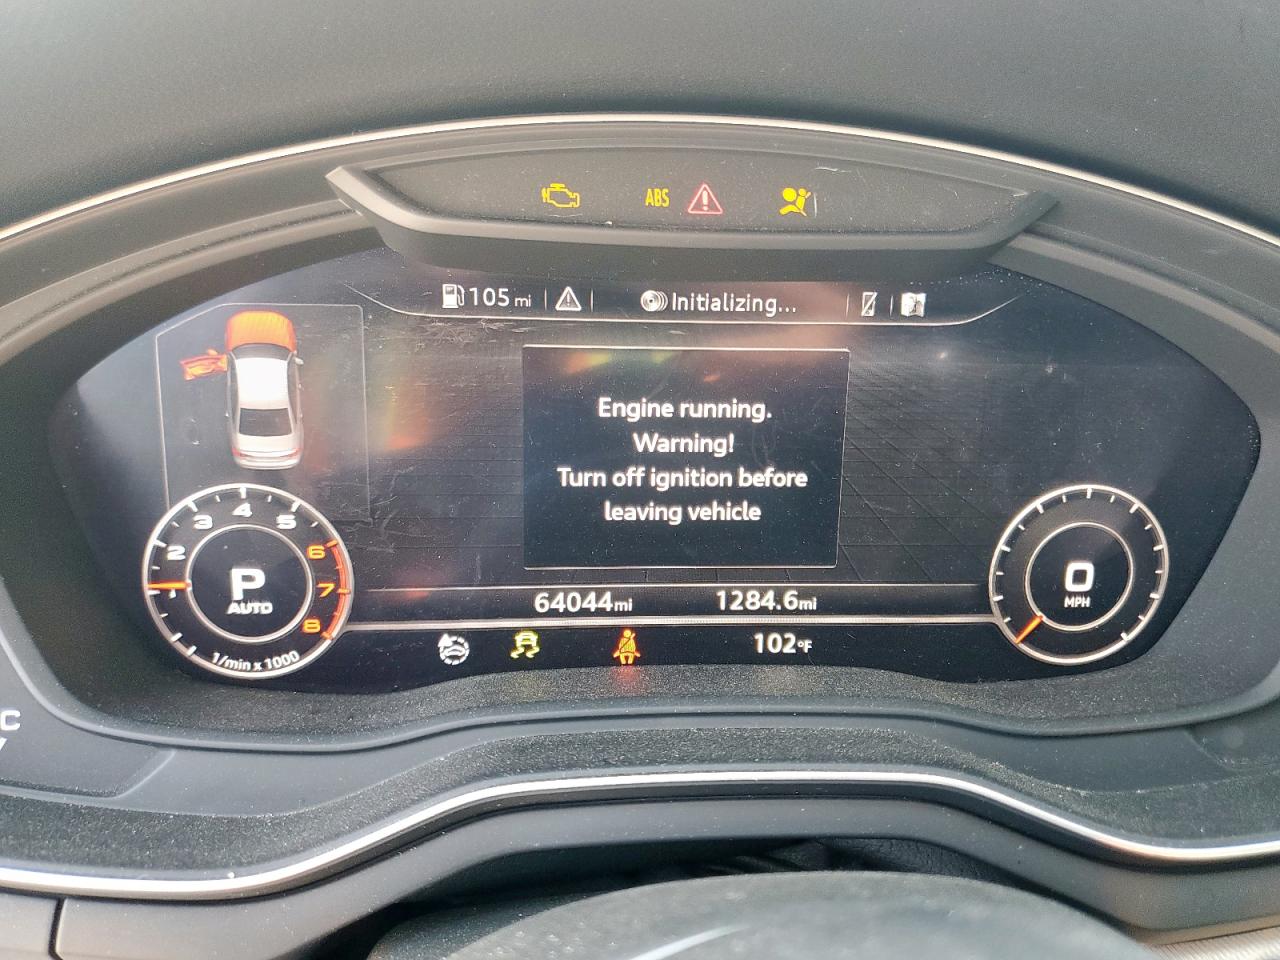 ABS
105 mi
Initializing...
Engine running.
Warning!
Turn off ignition before
leaving vehicle
2
3
4
5
6
7
8
P
AUTO
1/min x 1000
0
MPH
64044mi
1284.6mi
102°F
C